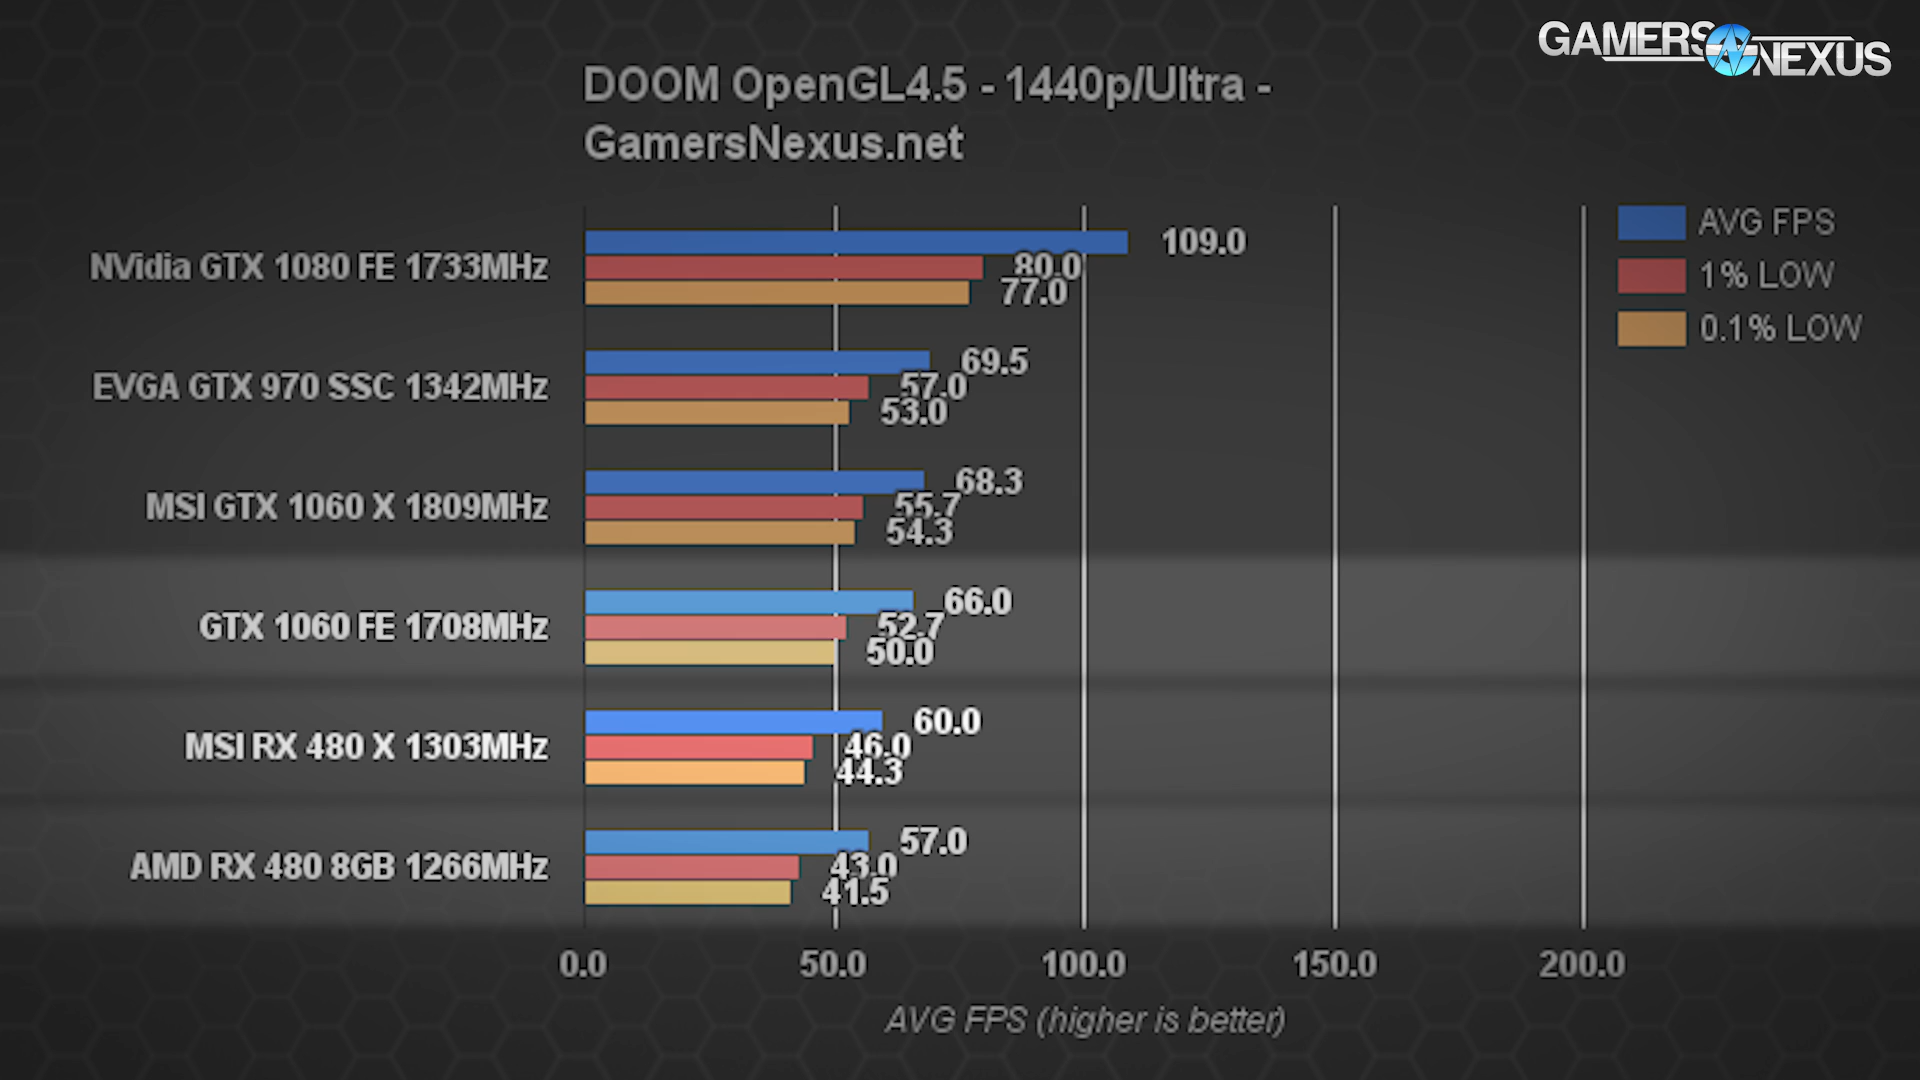 GAMERS NEXUS
DOOM OpenGL4.5 - 1440p/Ultra -
GamersNexus.net
AVG FPS
1% LOW
0.1% LOW
NVidia GTX 1080 FE 1733MHz
109.0
80.0
77.0
EVGA GTX 970 SSC 1342MHz
69.5
57.0
53.0
MSI GTX 1060 X 1809MHz
68.3
55.7
54.3
GTX 1060 FE 1708MHz
66.0
52.7
50.0
MSI RX 480 X 1303MHz
60.0
46.0
44.3
AMD RX 480 8GB 1266MHz
57.0
43.0
41.5
0.0 50.0 100.0 150.0 200.0
AVG FPS (higher is better)